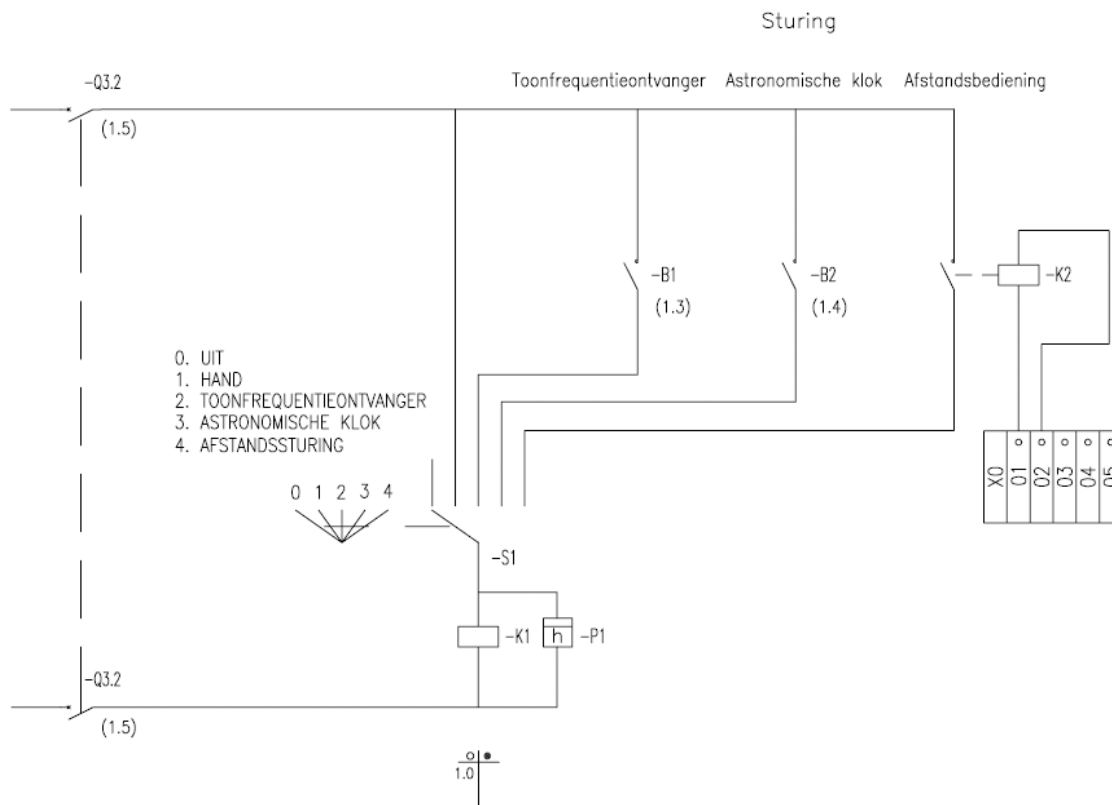 Sturing
-Q3.2
Toonfrequentieontvanger Astronomische klok Afstandsbediening
(1.5)
-B1
-B2
-K2
(1.3)
(1.4)
0. UIT
1. HAND
2. TOONFREQUENTIEONTVANGER
3. ASTRONOMISCHE KLOK
4. AFSTANDSSTURING
X0 01 02 03 04 05
0 1 2 3 4
-S1
-K1
h
-P1
-Q3.2
(1.5)
1.0